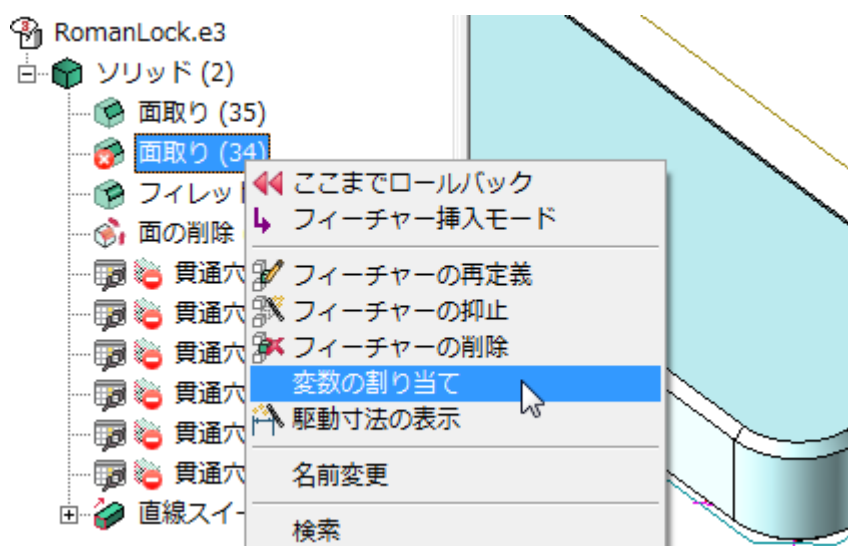 RomanLock.e3
ソリッド (2)
面取り (35)
面取り (34)
フィレット
面の削除
貫通穴
貫通穴
貫通穴
貫通穴
貫通穴
貫通穴
直線スイー
ここまでロールバック
フィーチャー挿入モード
フィーチャーの再定義
フィーチャーの抑止
フィーチャーの削除
変数の割り当て
駆動寸法の表示
名前変更
検索